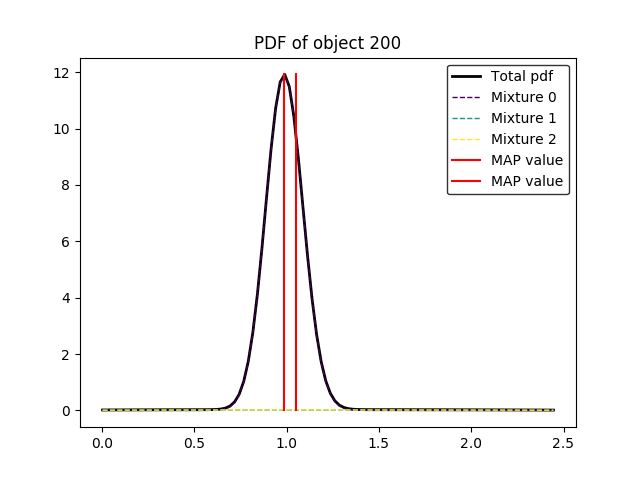 PDF of object 200
Total pdf
Mixture 0
Mixture 1
Mixture 2
MAP value
MAP value
12
10
8
6
4
2
0
0.0 0.5 1.0 1.5 2.0 2.5